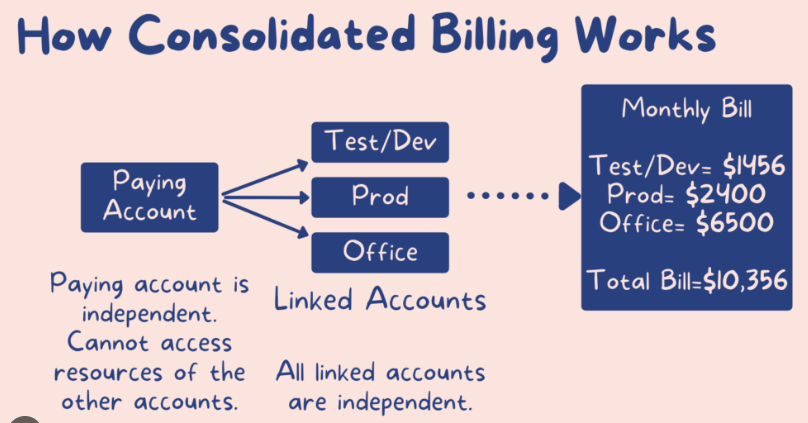 How Consolidated Billing Works
Paying
Account
Test/Dev
Prod
Office
Monthly Bill
Test/Dev= $1456
Prod= $2400
Office= $6500
Total Bill=$10,356
Paying account is
independent.
Cannot access
resources of the
other accounts.
Linked Accounts
All linked accounts
are independent.